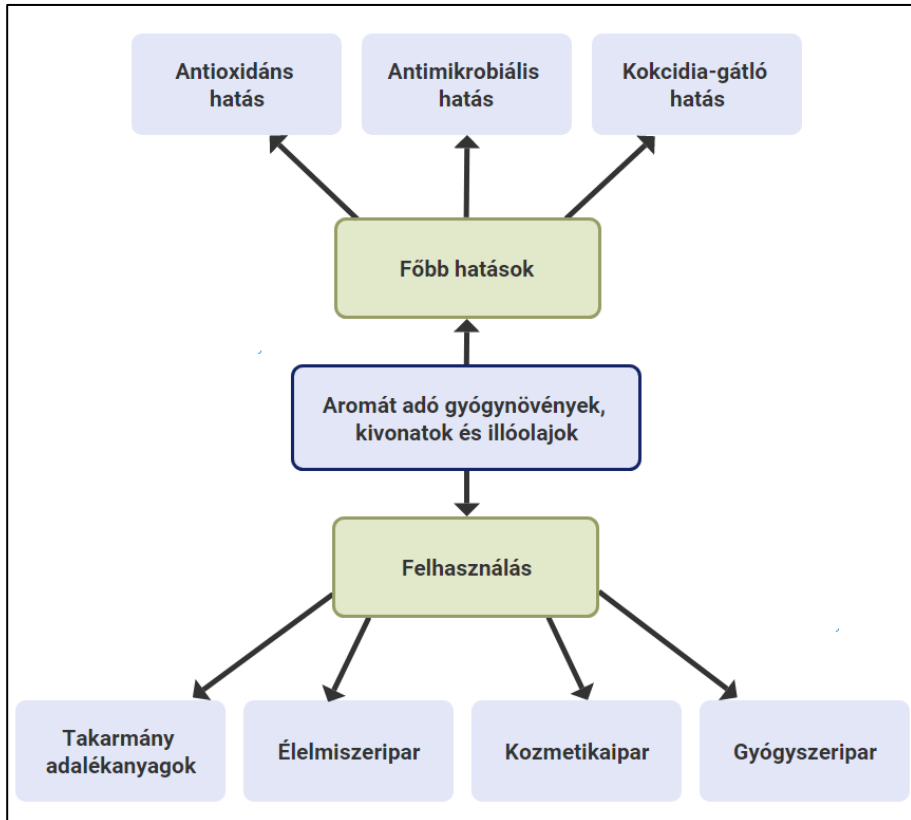 Antioxidáns
hatás
Antimikrobiális
hatás
Kokcidia-gátló
hatás
Főbb hatások
Aromát adó gyógynövények,
kivonatok és illóolajok
Felhasználás
Takarmány
adalékanyagok
Élelmiszeripar
Kozmetikaipar
Gyógyszeripar